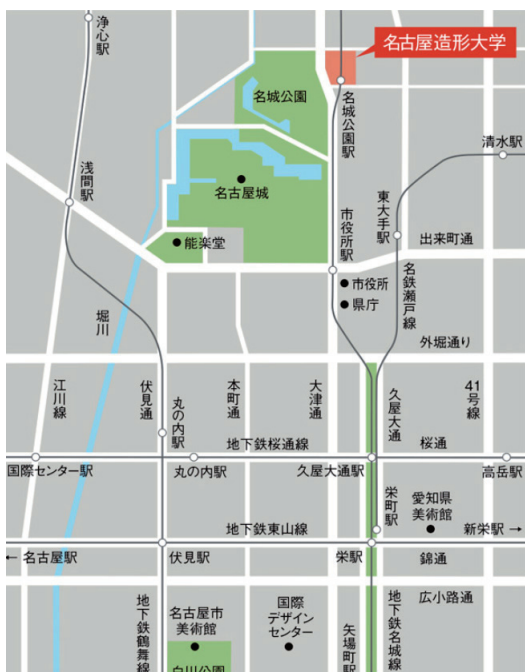 浄心駅
名古屋造形大学
名城公園
名城公園駅
清水駅
浅間駅
名古屋城
東大手駅
市役所駅
出来町通
能楽堂
名鉄瀬戸線
市役所
県庁
堀川
外堀通り
江川線
伏見通
丸の内駅
本町通
大津通
久屋大通
41号線
地下鉄桜通線
桜通
国際センター駅
丸の内駅
久屋大通駅
高岳駅
栄町駅
愛知県
美術館
地下鉄東山線
新栄駅 →
← 名古屋駅
伏見駅
栄駅
錦通
地下鉄鶴舞線
名古屋市
美術館
国際
デザイン
センター
矢場町駅
地下鉄名城線
広小路通
白川公園